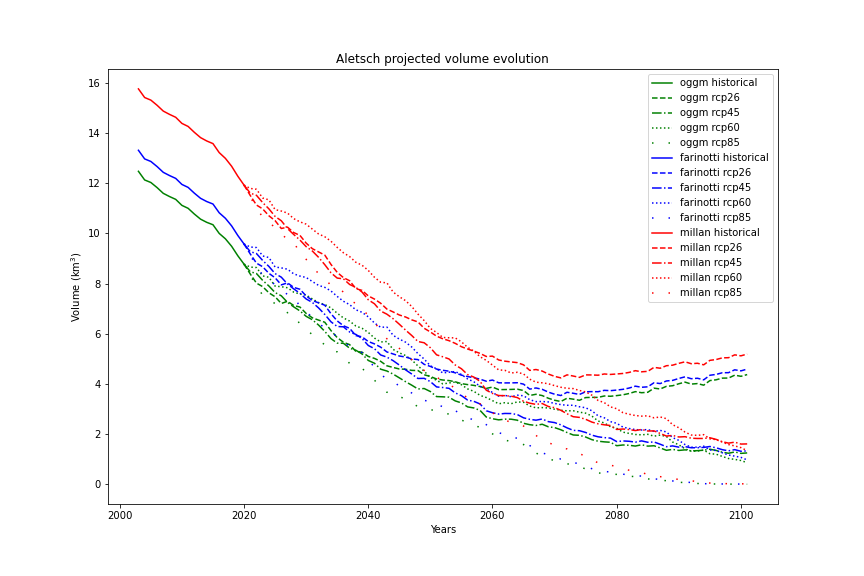 Aletsch projected volume evolution
Volume (km³)
16
14
12
10
8
6
4
2
0
2000
2020
2040
2060
2080
2100
Years
oggm historical
oggm rcp26
oggm rcp45
oggm rcp60
oggm rcp85
farinotti historical
farinotti rcp26
farinotti rcp45
farinotti rcp60
farinotti rcp85
millan historical
millan rcp26
millan rcp45
millan rcp60
millan rcp85